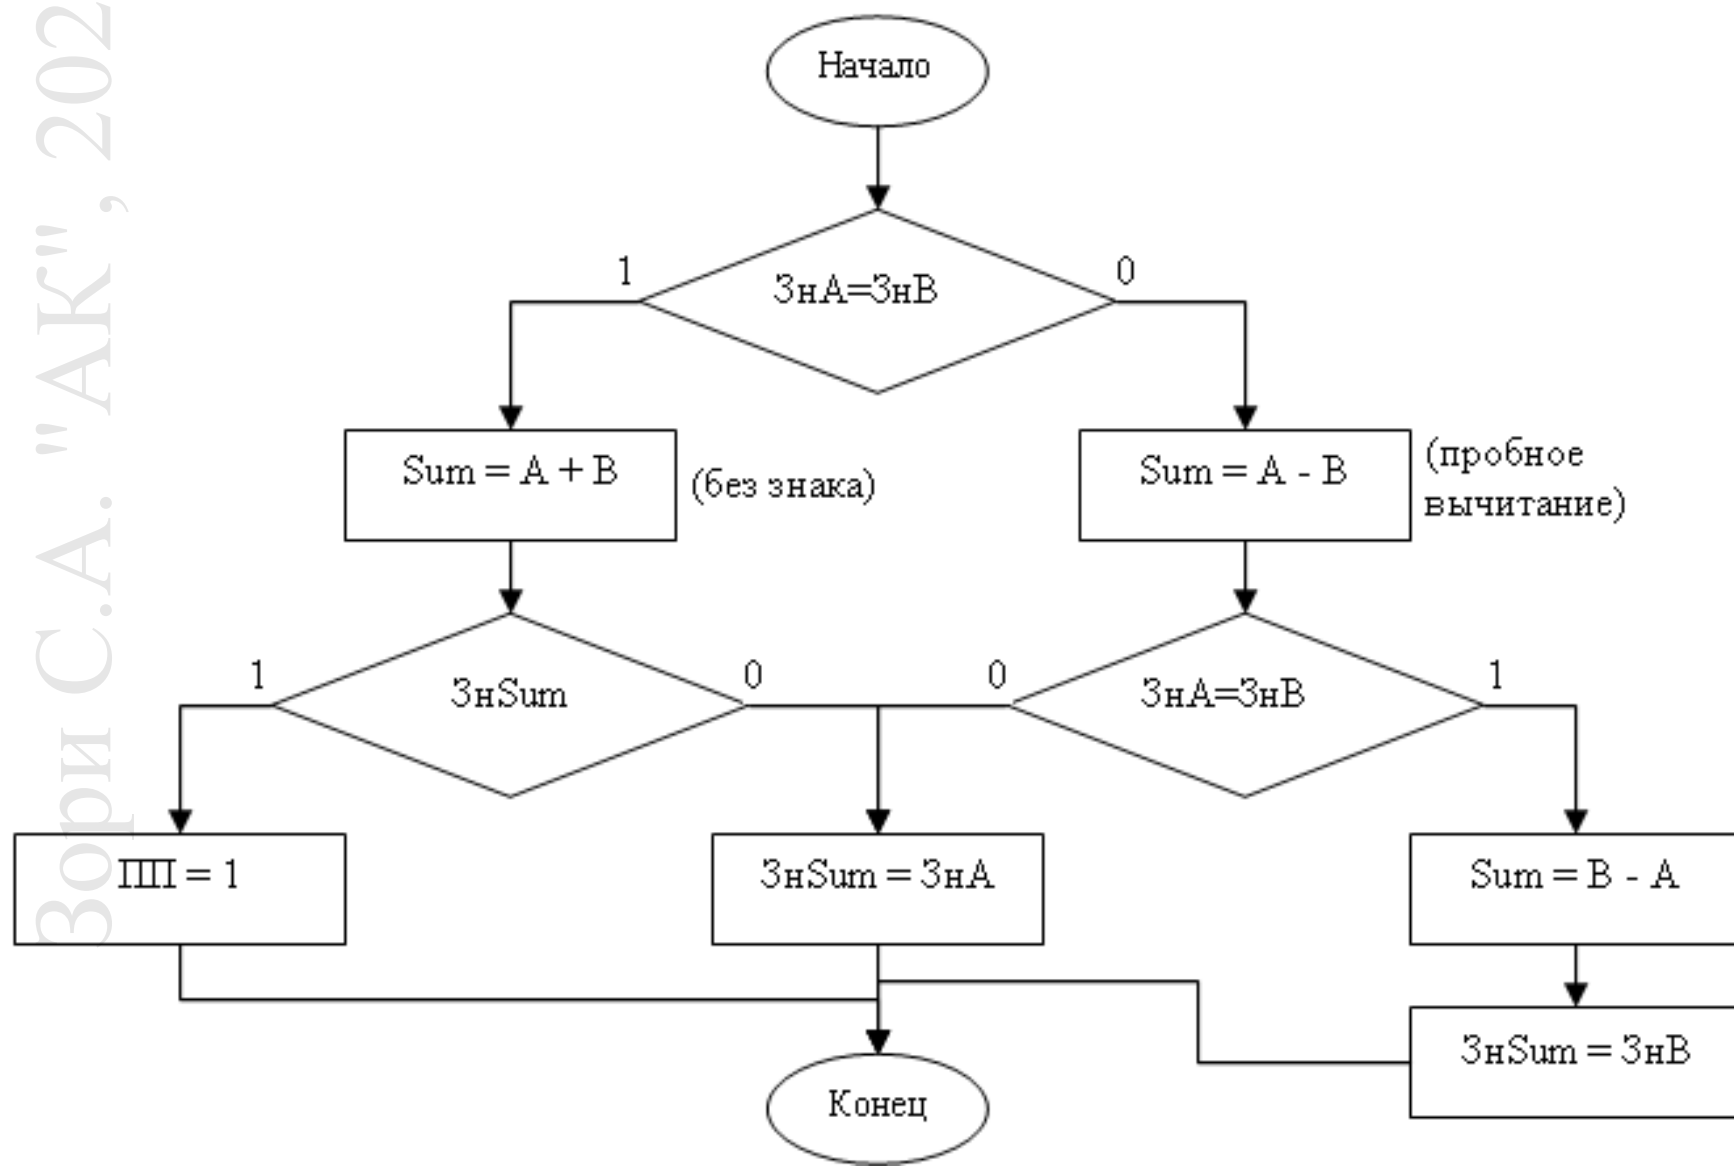 Зори С.А. "АК", 202
Начало
1
ЗнА=ЗнВ
0
Sum = A + B
(без знака)
Sum = A - B
(пробное
вычитание)
1
ЗнSum
0
0
ЗнА=ЗнВ
1
ПП = 1
ЗнSum = ЗнА
Sum = B - A
ЗнSum = ЗнВ
Конец